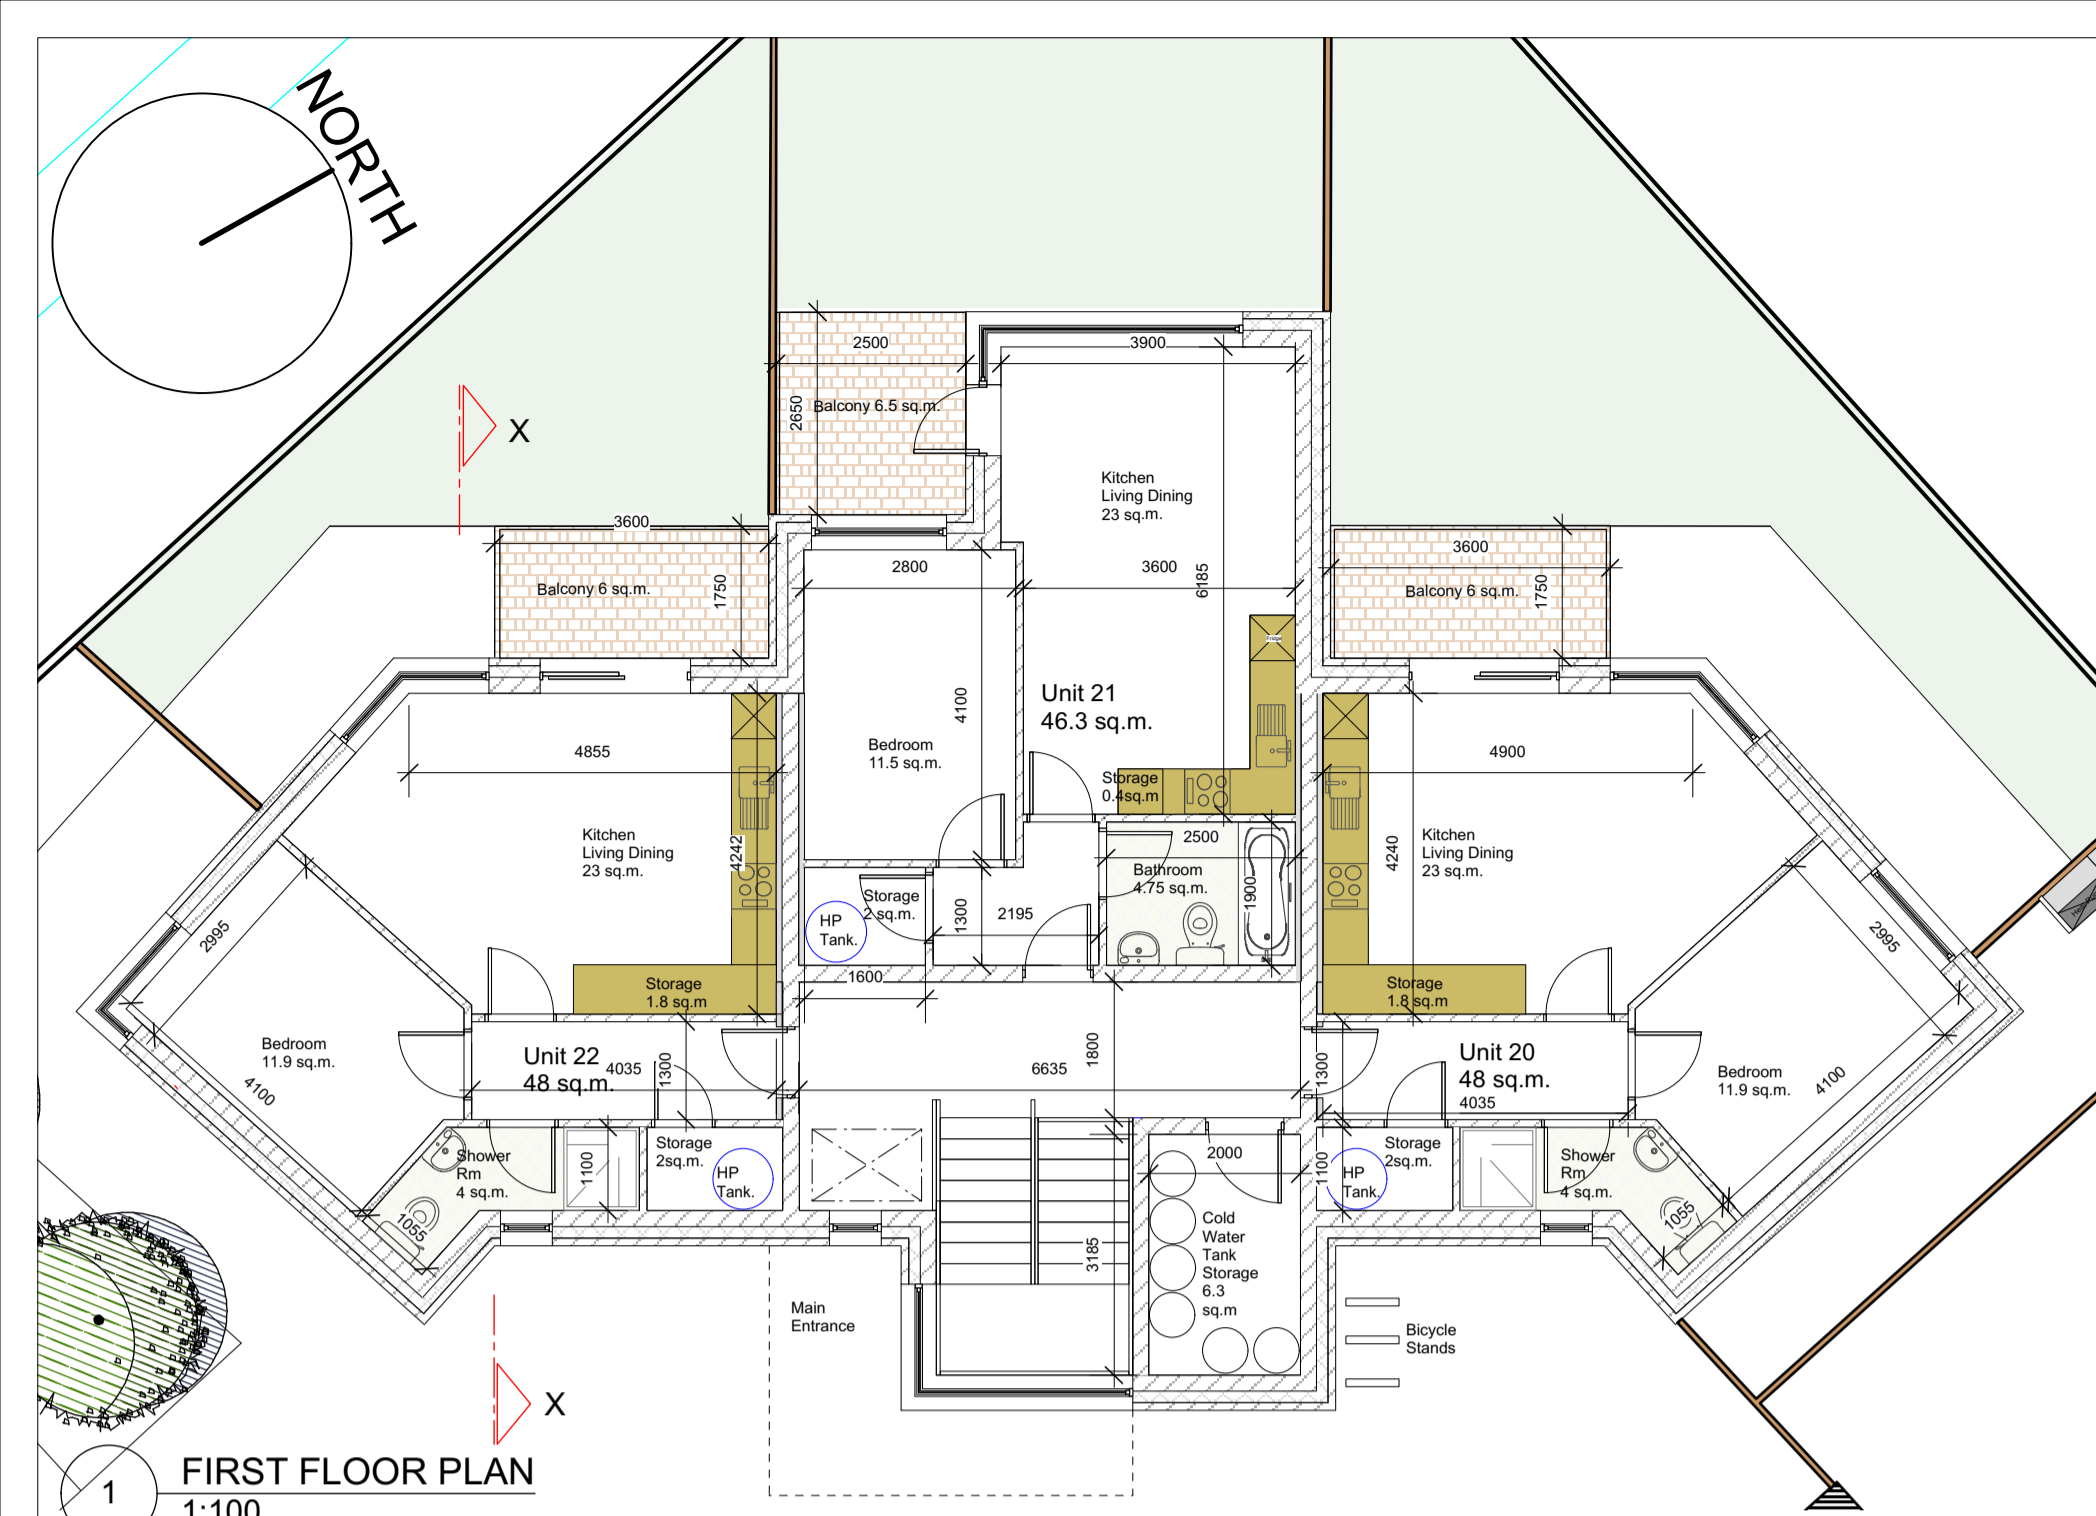 NORTH
X
2500
3900
2650
Balcony 6.5 sq.m.
Kitchen
Living Dining
23 sq.m.
3600
Balcony 6 sq.m.
1750
2800
3600
6185
3600
Balcony 6 sq.m.
1750
Fridge
Unit 21
46.3 sq.m.
4100
Bedroom
11.5 sq.m.
Storage
0.4sq.m
4855
Kitchen
Living Dining
23 sq.m.
4242
4900
Kitchen
Living Dining
23 sq.m.
4240
2500
Bathroom
4.75 sq.m.
1900
Storage
2 sq.m.
HP
Tank.
1300
2195
1600
2995
2995
Storage
1.8 sq.m
Storage
1.8 sq.m
Bedroom
11.9 sq.m.
4100
Unit 22
48 sq.m.
4035
1300
6635
1800
1300
Unit 20
48 sq.m.
4035
Bedroom
11.9 sq.m.
4100
Shower
Rm
4 sq.m.
1055
1100
Storage
2sq.m.
HP
Tank.
2000
1100
HP
Tank.
Storage
2sq.m.
Shower
Rm
4 sq.m.
1055
3185
Cold
Water
Tank
Storage
6.3
sq.m
Main
Entrance
Bicycle
Stands
X
1
FIRST FLOOR PLAN
1:100